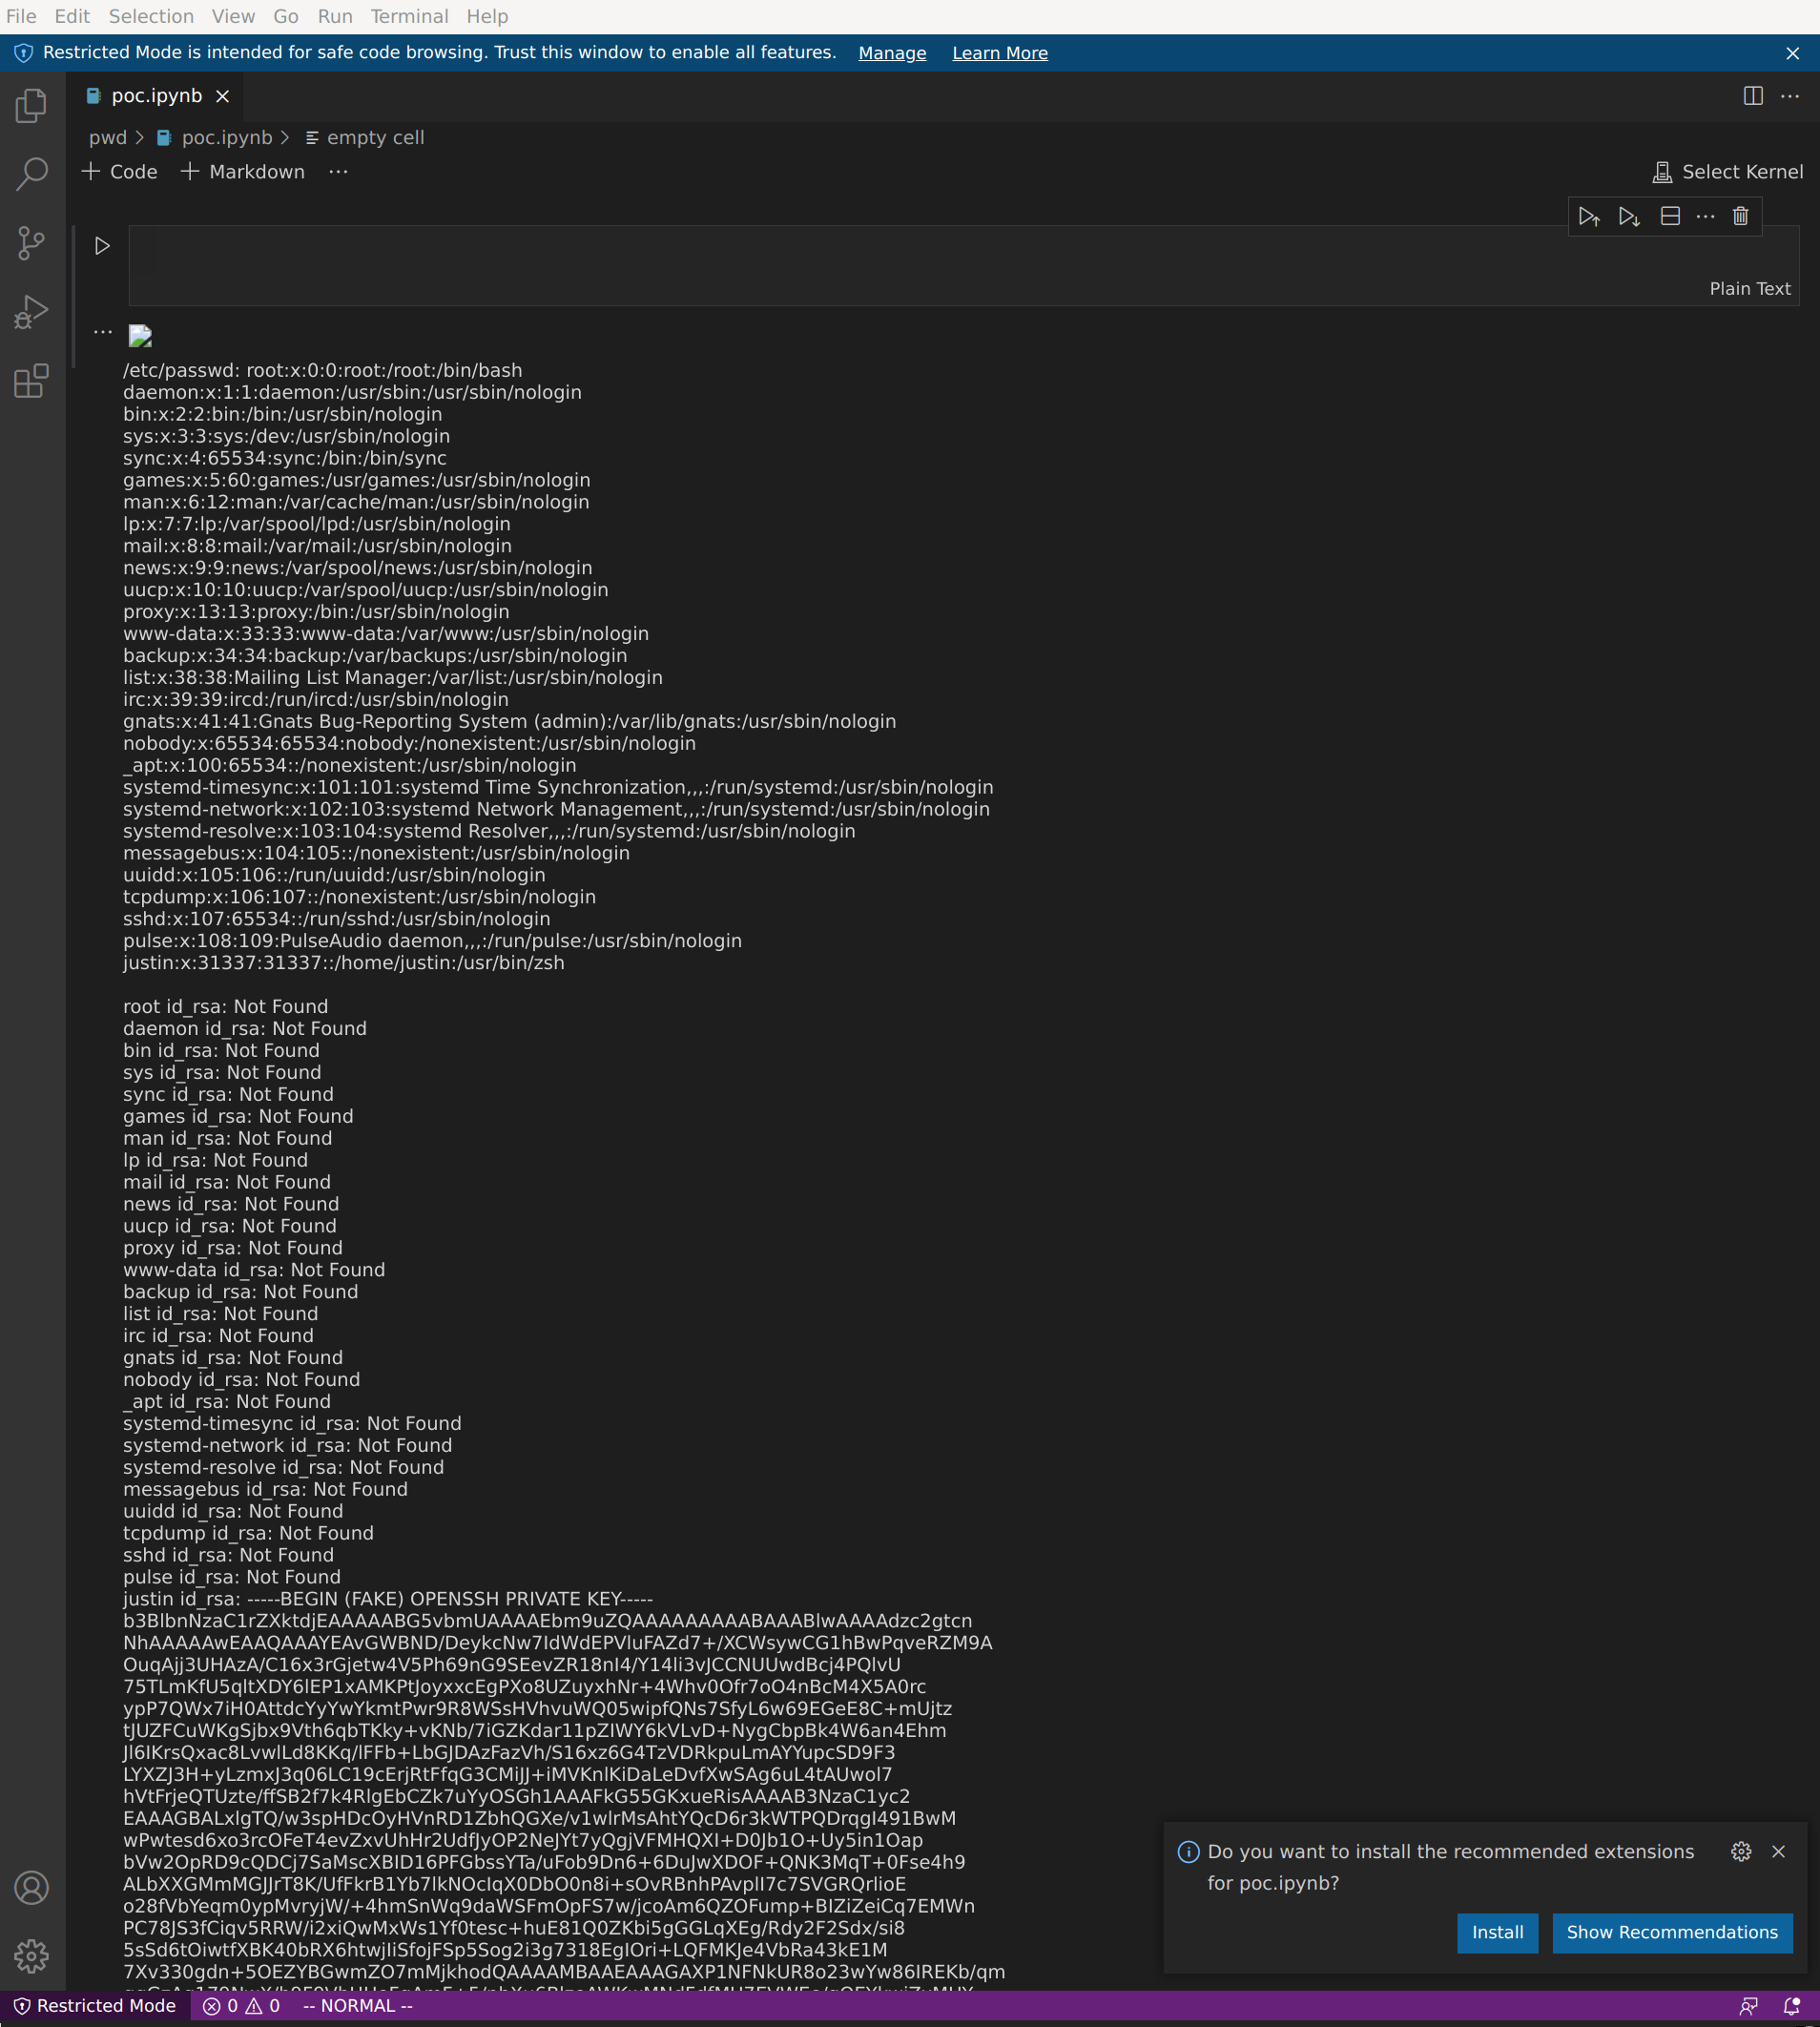 File Edit Selection View Go Run Terminal Help
Restricted Mode is intended for safe code browsing. Trust this window to enable all features. Manage Learn More
poc.ipynb
pwd > poc.ipynb > empty cell
+ Code + Markdown ... Select Kernel
Plain Text
/etc/passwd: root:x:0:0:root:/root:/bin/bash
daemon:x:1:1:daemon:/usr/sbin:/usr/sbin/nologin
bin:x:2:2:bin:/bin:/usr/sbin/nologin
sys:x:3:3:sys:/dev:/usr/sbin/nologin
sync:x:4:65534:sync:/bin:/bin/sync
games:x:5:60:games:/usr/games:/usr/sbin/nologin
man:x:6:12:man:/var/cache/man:/usr/sbin/nologin
lp:x:7:7:lp:/var/spool/lpd:/usr/sbin/nologin
mail:x:8:8:mail:/var/mail:/usr/sbin/nologin
news:x:9:9:news:/var/spool/news:/usr/sbin/nologin
uucp:x:10:10:uucp:/var/spool/uucp:/usr/sbin/nologin
proxy:x:13:13:proxy:/bin:/usr/sbin/nologin
www-data:x:33:33:www-data:/var/www:/usr/sbin/nologin
backup:x:34:34:backup:/var/backups:/usr/sbin/nologin
list:x:38:38:Mailing List Manager:/var/list:/usr/sbin/nologin
irc:x:39:39:ircd:/run/ircd:/usr/sbin/nologin
gnats:x:41:41:Gnats Bug-Reporting System (admin):/var/lib/gnats:/usr/sbin/nologin
nobody:x:65534:65534:nobody:/nonexistent:/usr/sbin/nologin
_apt:x:100:65534::/nonexistent:/usr/sbin/nologin
systemd-timesync:x:101:101:systemd Time Synchronization,,,:/run/systemd:/usr/sbin/nologin
systemd-network:x:102:103:systemd Network Management,,,:/run/systemd:/usr/sbin/nologin
systemd-resolve:x:103:104:systemd Resolver,,,:/run/systemd:/usr/sbin/nologin
messagebus:x:104:105::/nonexistent:/usr/sbin/nologin
uuidd:x:105:106::/run/uuidd:/usr/sbin/nologin
tcpdump:x:106:107::/nonexistent:/usr/sbin/nologin
sshd:x:107:65534::/run/sshd:/usr/sbin/nologin
pulse:x:108:109:PulseAudio daemon,,,:/run/pulse:/usr/sbin/nologin
justin:x:31337:31337::/home/justin:/usr/bin/zsh
root id_rsa: Not Found
daemon id_rsa: Not Found
bin id_rsa: Not Found
sys id_rsa: Not Found
sync id_rsa: Not Found
games id_rsa: Not Found
man id_rsa: Not Found
lp id_rsa: Not Found
mail id_rsa: Not Found
news id_rsa: Not Found
uucp id_rsa: Not Found
proxy id_rsa: Not Found
www-data id_rsa: Not Found
backup id_rsa: Not Found
list id_rsa: Not Found
irc id_rsa: Not Found
gnats id_rsa: Not Found
nobody id_rsa: Not Found
_apt id_rsa: Not Found
systemd-timesync id_rsa: Not Found
systemd-network id_rsa: Not Found
systemd-resolve id_rsa: Not Found
messagebus id_rsa: Not Found
uuidd id_rsa: Not Found
tcpdump id_rsa: Not Found
sshd id_rsa: Not Found
pulse id_rsa: Not Found
justin id_rsa: -----BEGIN (FAKE) OPENSSH PRIVATE KEY-----
b3BlbnNzaC1rZXktdjEAAAAABG5vbmUAAAAEbm9uZQAAAAAAAAABAAABlwAAAAdzc2gtcn
NhAAAAAwEAAQAAAYEAvGWBND/DeykcNw7IdWdEPVluFAZd7+/XCWsywCG1hBwPqveRZM9A
OuqAjj3UHAzA/C16x3rGjetw4V5Ph69nG9SEevZR18nI4/Y14li3vJCCNUUwdBcj4PQlvU
75TLmKfU5qltXDY6lEP1xAMKPtJoyxxcEgPXo8UZuyxhNr+4Whv0Ofr7oO4nBcM4X5A0rc
ypP7QWx7iH0AttdcYyYwYkmtPwr9R8WSsHVhvuWQ05wipfQNs7SfyL6w69EGeE8C+mUjtz
tJUZFCuWKgSjbx9Vth6qbTKky+vKNb/7iGZKdar11pZIWY6kVLvD+NygCbpBk4W6an4Ehm
Jl6IKrsQxac8LvwlLd8KKq/lFFb+LbGJDAzFazVh/S16xz6G4TzVDRkpuLmAYYupcSD9F3
LYXZJ3H+yLzmxJ3q06LC19cErjRtFfqG3CMiJJ+iMVKnlKiDaLeDvfXwSAg6uL4tAUwol7
hVtFrjeQTUzte/ffSB2f7k4RlgEbCZk7uYyOSGh1AAAFkG55GKxueRisAAAAB3NzaC1yc2
EAAAGBALxlgTQ/w3spHDcOyHVnRD1ZbhQGXe/v1wlrMsAhtYQcD6r3kWTPQDrqgI491BwM
wPwtesd6xo3rcOFeT4evZxvUhHr2UdfJyOP2NeJYt7yQgjVFMHQXI+D0Jb1O+Uy5in1Oap
bVw2OpRD9cQDCj7SaMscXBID16PFGbssYTa/uFob9Dn6+6DuJwXDOF+QNK3MqT+0Fse4h9
ALbXXGMmMGJJrT8K/UfFkrB1Yb7lkNOcIqX0DbO0n8i+sOvRBnhPAvplI7c7SVGRQrlioE
o28fVbYeqm0ypMvryjW/+4hmSnWq9daWSFmOpFS7w/jcoAm6QZOFump+BIZiZeiCq7EMWn
PC78JS3fCiqv5RRW/i2xiQwMxWs1Yf0tesc+huE81Q0ZKbi5gGGLqXEg/Rdy2F2Sdx/si8
5sSd6tOiwtfXBK40bRX6htwjIiSfojFSp5Sog2i3g7318EgIOri+LQFMKJe4VbRa43kE1M
7Xv330gdn+5OEZYBGwmZO7mMjkhodQAAAAMBAAEAAAGAXP1NFNkUR8o23wYw86IREKb/qm
Do you want to install the recommended extensions
for poc.ipynb?
Install Show Recommendations
Restricted Mode 0 0 -- NORMAL --